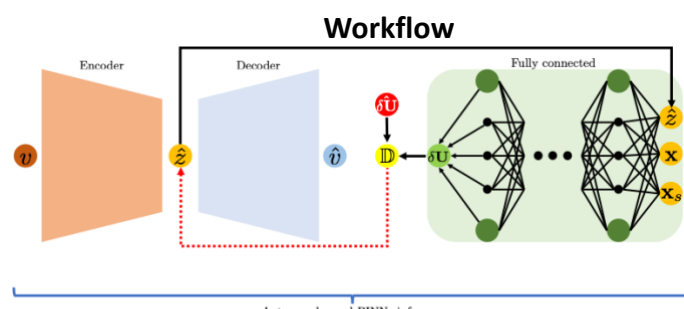 Workflow
Encoder
Decoder
Fully connected
δÛ
v
ẑ
v̂
𝔻
δU
ẑ
x
x_s